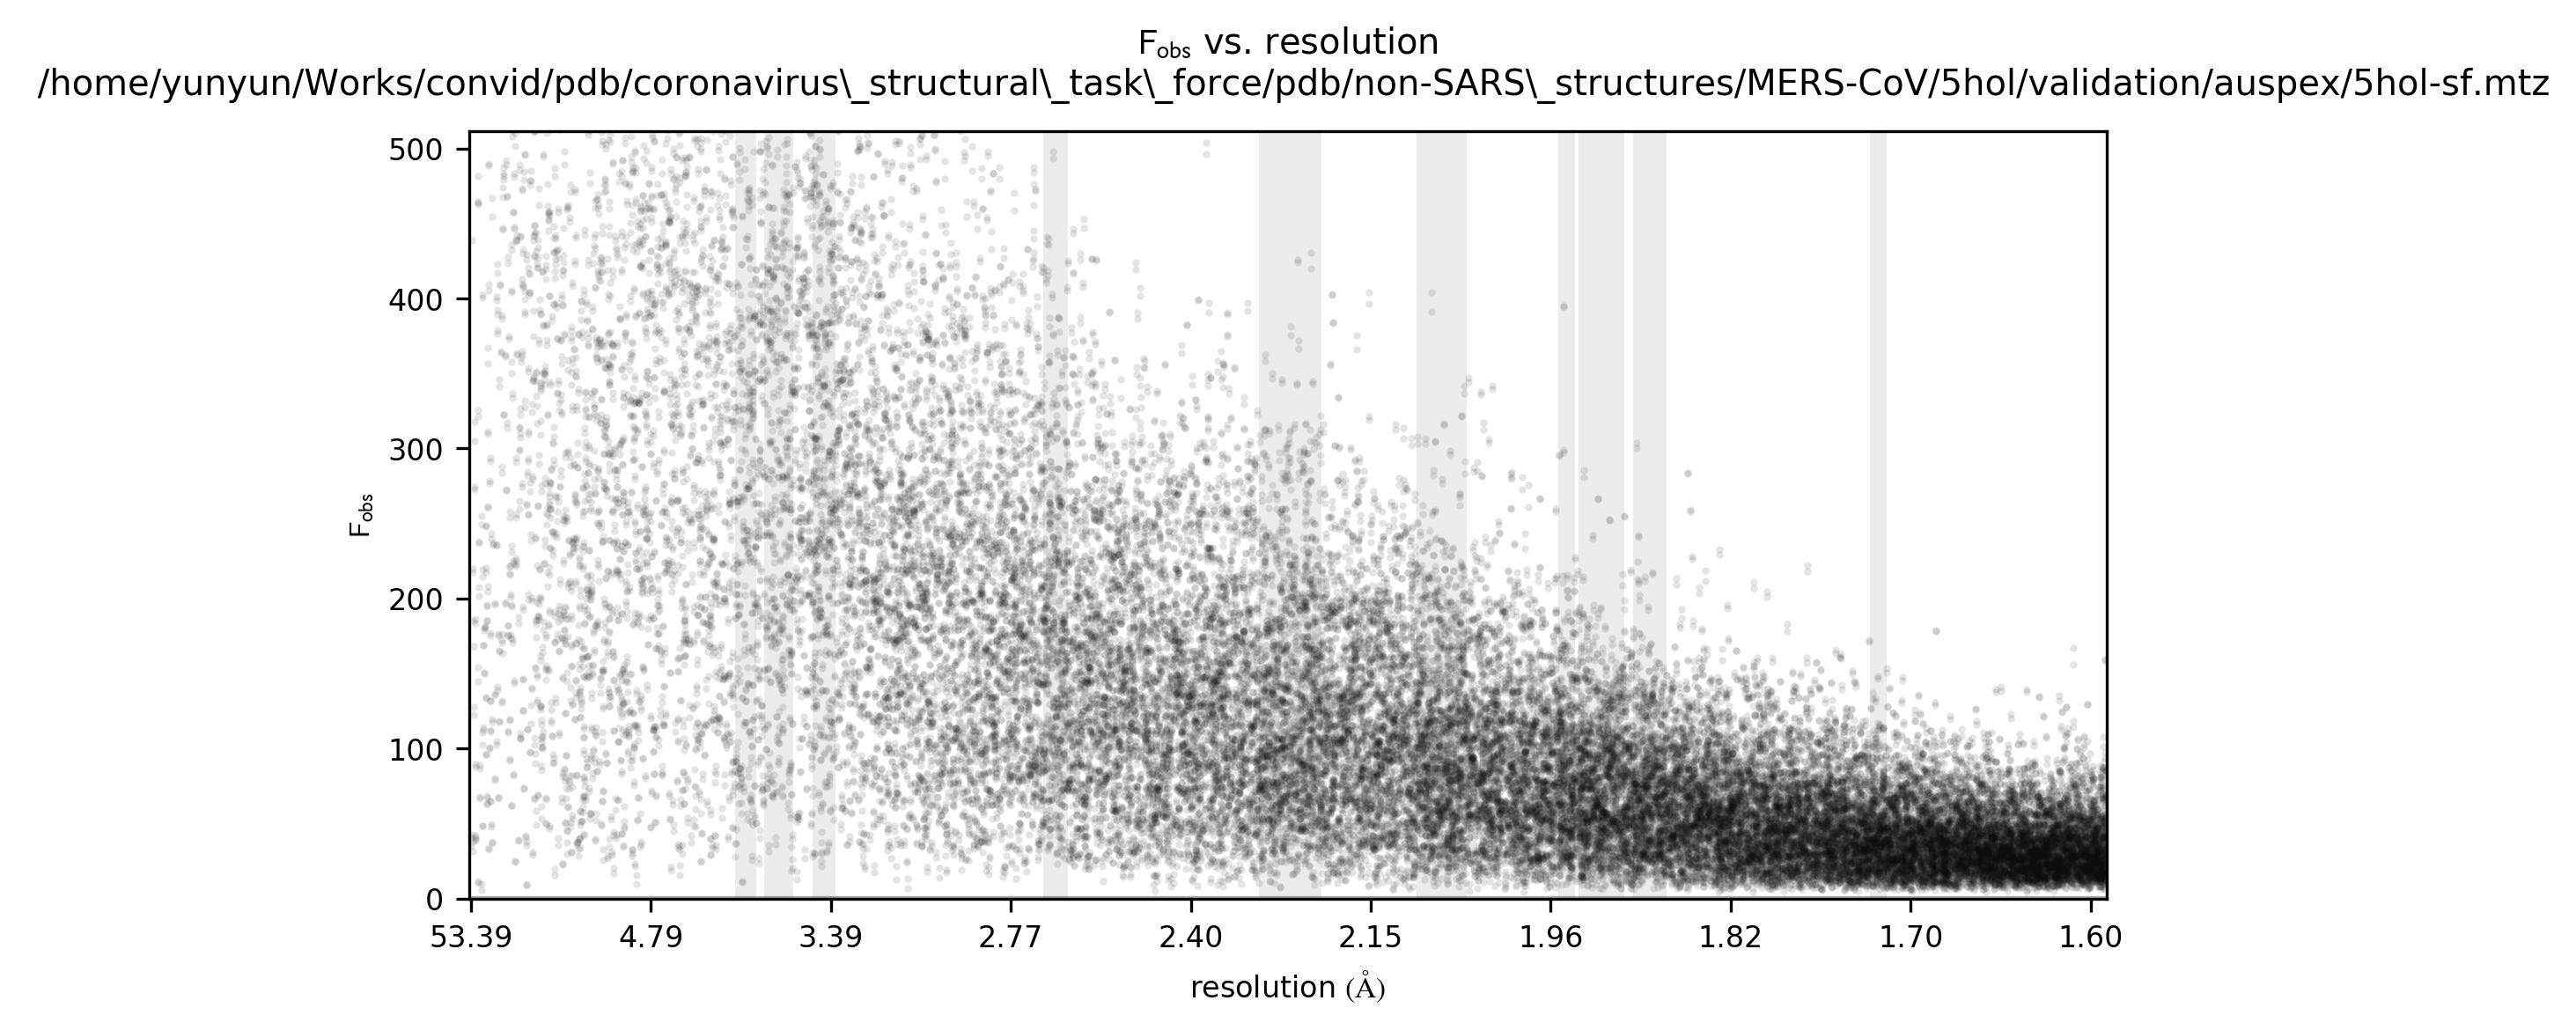 Fobs vs. resolution
/home/yunyun/Works/convid/pdb/coronavirus\_structural\_task\_force/pdb/non-SARS\_structures/MERS-CoV/5hol/validation/auspex/5hol-sf.mtz
500
400
300
200
100
0
Fobs
53.39 4.79 3.39 2.77 2.40 2.15 1.96 1.82 1.70 1.60
resolution (Å)